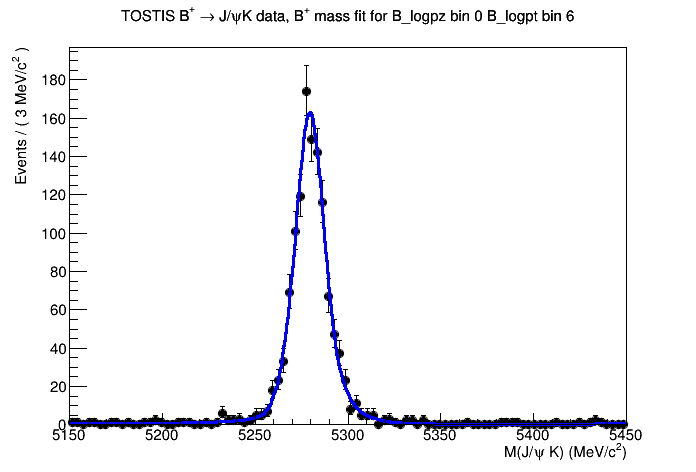 TOSTIS B⁺ → J/ψK data, B⁺ mass fit for B_logpz bin 0 B_logpt bin 6
Events / ( 3 MeV/c² )
180
160
140
120
100
80
60
40
20
0
5150 5200 5250 5300 5350 5400 5450
M(J/ψ K) (MeV/c²)